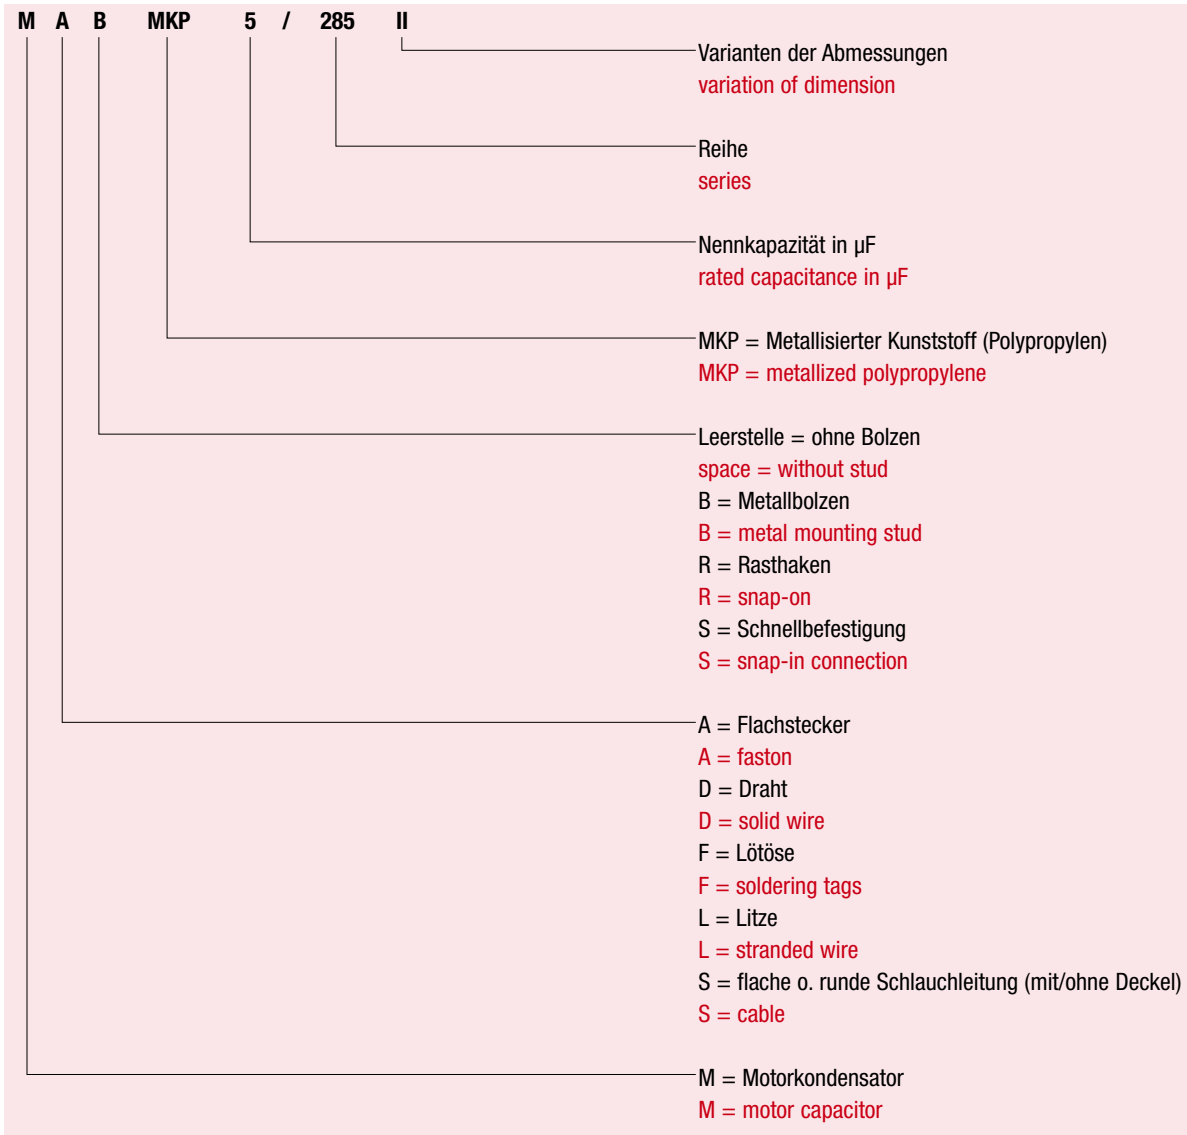 M A B MKP 5 / 285 II
Varianten der Abmessungen
variation of dimension
Reihe
series
Nennkapazität in µF
rated capacitance in µF
MKP = Metallisierter Kunststoff (Polypropylen)
MKP = metallized polypropylene
Leerstelle = ohne Bolzen
space = without stud
B = Metallbolzen
B = metal mounting stud
R = Rasthaken
R = snap-on
S = Schnellbefestigung
S = snap-in connection
A = Flachstecker
A = faston
D = Draht
D = solid wire
F = Lötöse
F = soldering tags
L = Litze
L = stranded wire
S = flache o. runde Schlauchleitung (mit/ohne Deckel)
S = cable
M = Motorkondensator
M = motor capacitor